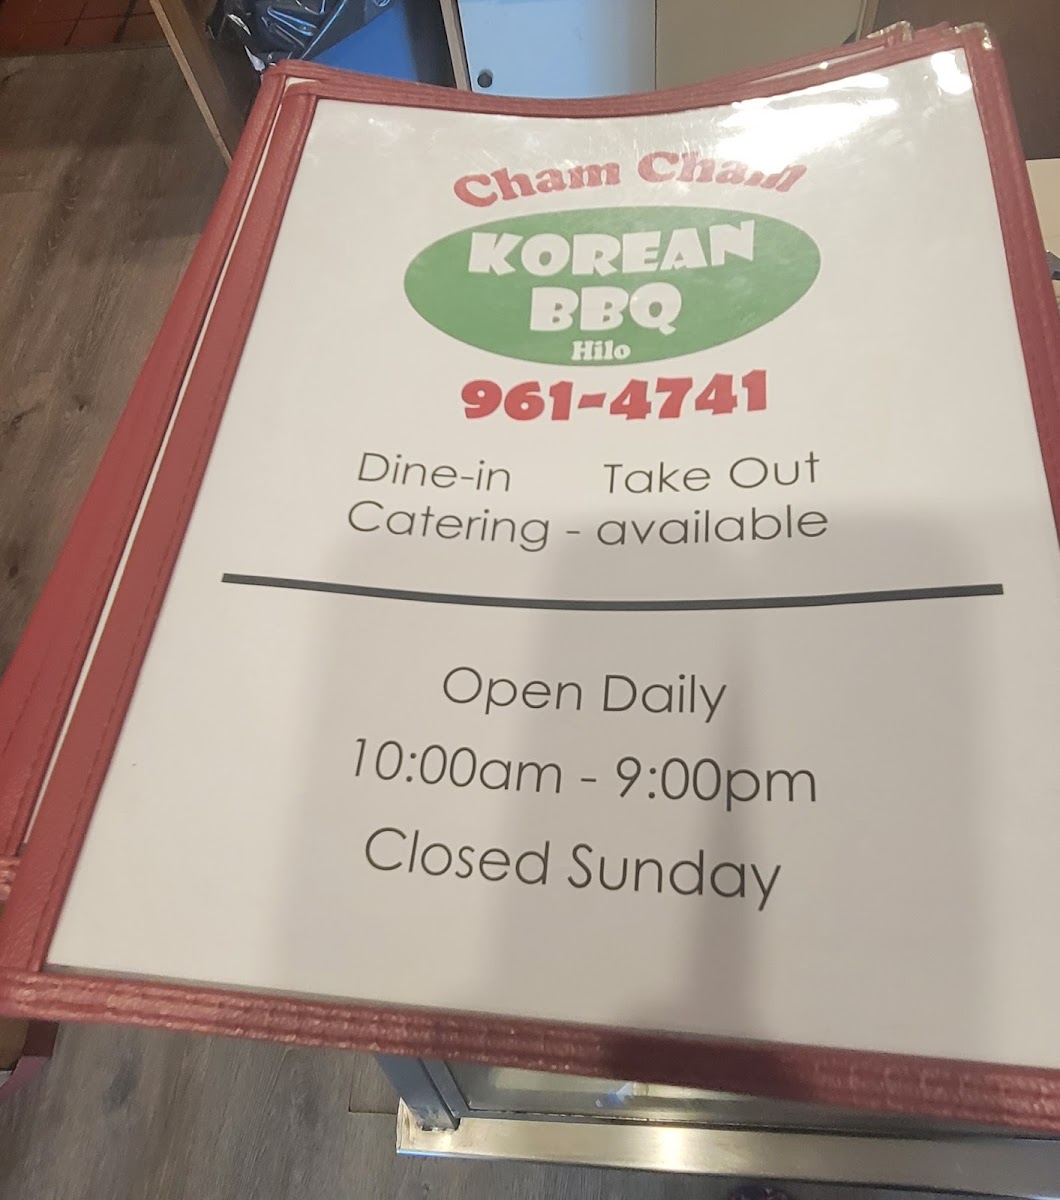 Cham Cham
KOREAN
BBQ
Hilo
961-4741
Dine-in Take Out
Catering - available
Open Daily
10:00am - 9:00pm
Closed Sunday